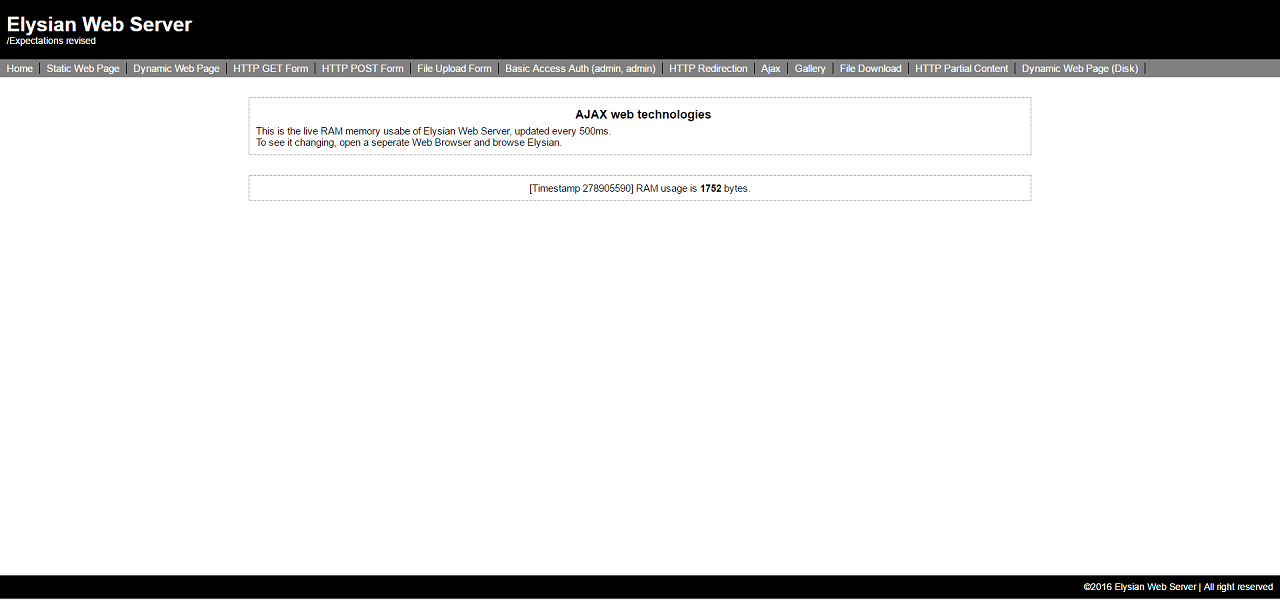 Elysian Web Server
/Expectations revised
Home | Static Web Page | Dynamic Web Page | HTTP GET Form | HTTP POST Form | File Upload Form | Basic Access Auth (admin, admin) | HTTP Redirection | Ajax | Gallery | File Download | HTTP Partial Content | Dynamic Web Page (Disk) |
AJAX web technologies
This is the live RAM memory usabe of Elysian Web Server, updated every 500ms.
To see it changing, open a seperate Web Browser and browse Elysian.
[Timestamp 278905590] RAM usage is 1752 bytes.
©2016 Elysian Web Server | All right reserved